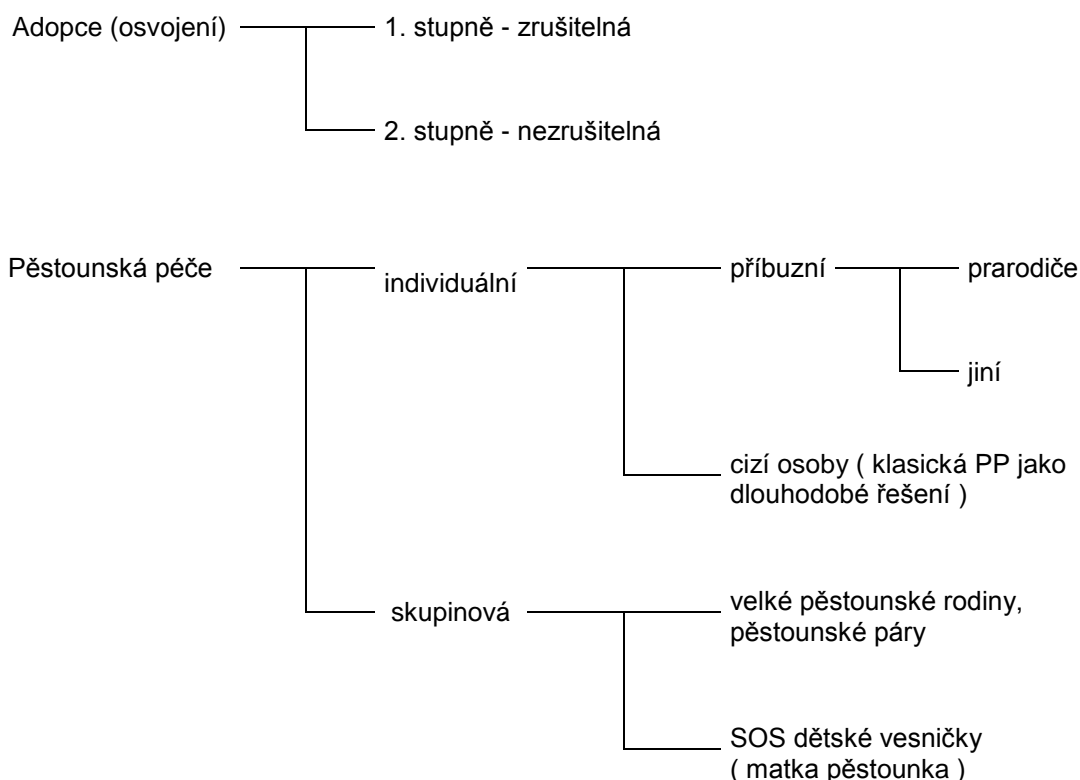 Adopce (osvojení)
1. stupně - zrušitelná
2. stupně - nezrušitelná
Pěstounská péče
individuální
příbuzní
prarodiče
jiní
cizí osoby ( klasická PP jako
dlouhodobé řešení )
skupinová
velké pěstounské rodiny,
pěstounské páry
SOS dětské vesničky
( matka pěstounka )